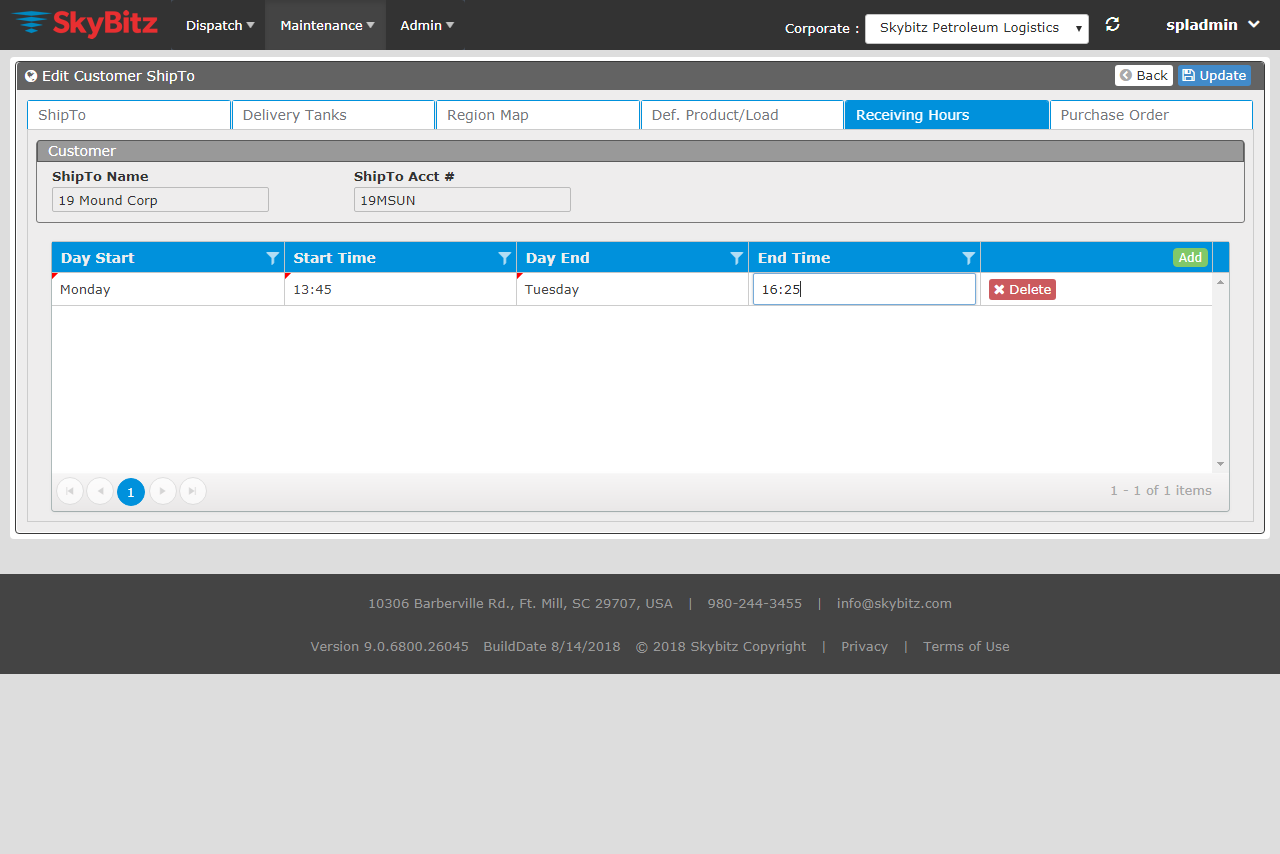 SkyBitz Dispatch Maintenance Admin Corporate : Skybitz Petroleum Logistics spladmin
Edit Customer ShipTo Back Update
ShipTo Delivery Tanks Region Map Def. Product/Load Receiving Hours Purchase Order
Customer
ShipTo Name ShipTo Acct #
19 Mound Corp 19MSUN
Day Start Start Time Day End End Time Add
Monday 13:45 Tuesday 16:25 Delete
1 1 - 1 of 1 items
10306 Barberville Rd., Ft. Mill, SC 29707, USA | 980-244-3455 | info@skybitz.com
Version 9.0.6800.26045 BuildDate 8/14/2018 © 2018 Skybitz Copyright | Privacy | Terms of Use